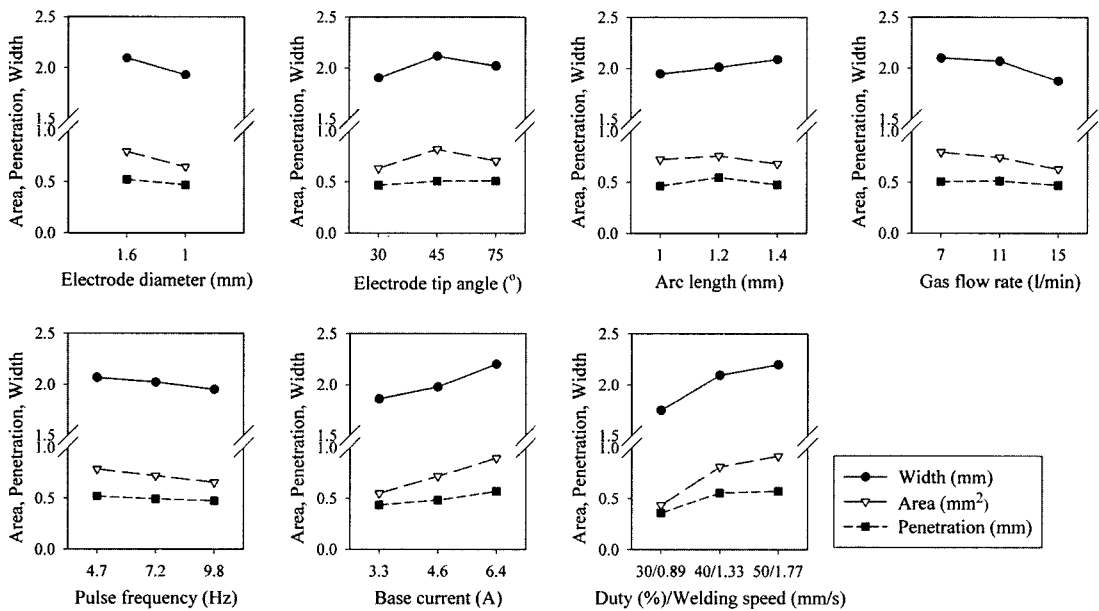 2.5
2.0
1.5
1.0
0.5
0.0
Area, Penetration, Width
1.6 1
Electrode diameter (mm)
2.5
2.0
1.5
1.0
0.5
0.0
Area, Penetration, Width
30 45 75
Electrode tip angle (°)
2.5
2.0
1.5
1.0
0.5
0.0
Area, Penetration, Width
1 1.2 1.4
Arc length (mm)
2.5
2.0
1.5
1.0
0.5
0.0
Area, Penetration, Width
7 11 15
Gas flow rate (l/min)
2.5
2.0
1.5
1.0
0.5
0.0
Area, Penetration, Width
4.7 7.2 9.8
Pulse frequency (Hz)
2.5
2.0
1.5
1.0
0.5
0.0
Area, Penetration, Width
3.3 4.6 6.4
Base current (A)
2.5
2.0
1.5
1.0
0.5
0.0
Area, Penetration, Width
30/0.89 40/1.33 50/1.77
Duty (%)/Welding speed (mm/s)
Width (mm)
Area (mm²)
Penetration (mm)